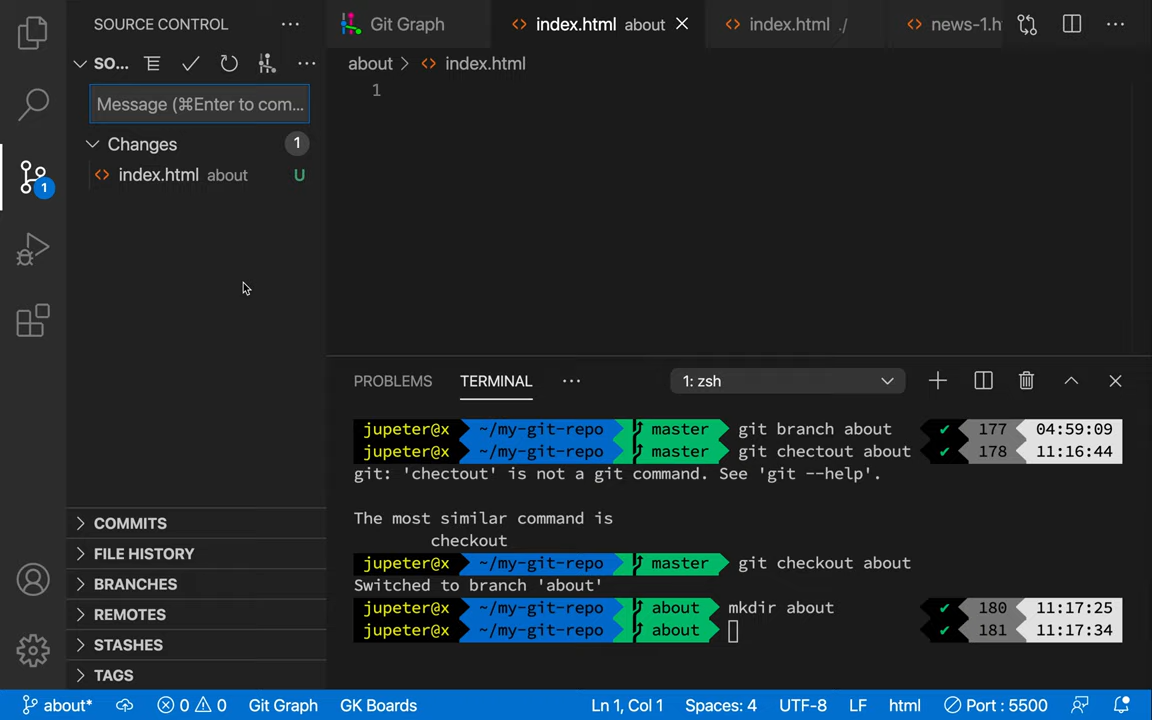 SOURCE CONTROL
Git Graph
index.html about
index.html ./
news-1.h
SO...
about > index.html
Message (⌘Enter to com...
1
Changes 1
index.html about U
1
PROBLEMS TERMINAL 1: zsh
jupeter@x ~/my-git-repo master git branch about ✔ 177 04:59:09
jupeter@x ~/my-git-repo master git chectout about ✔ 178 11:16:44
git: 'chectout' is not a git command. See 'git --help'.
The most similar command is
checkout
jupeter@x ~/my-git-repo master git checkout about
Switched to branch 'about'
jupeter@x ~/my-git-repo about mkdir about ✔ 180 11:17:25
jupeter@x ~/my-git-repo about ✔ 181 11:17:34
COMMITS
FILE HISTORY
BRANCHES
REMOTES
STASHES
TAGS
about* 0 0 Git Graph GK Boards Ln 1, Col 1 Spaces: 4 UTF-8 LF html Port : 5500